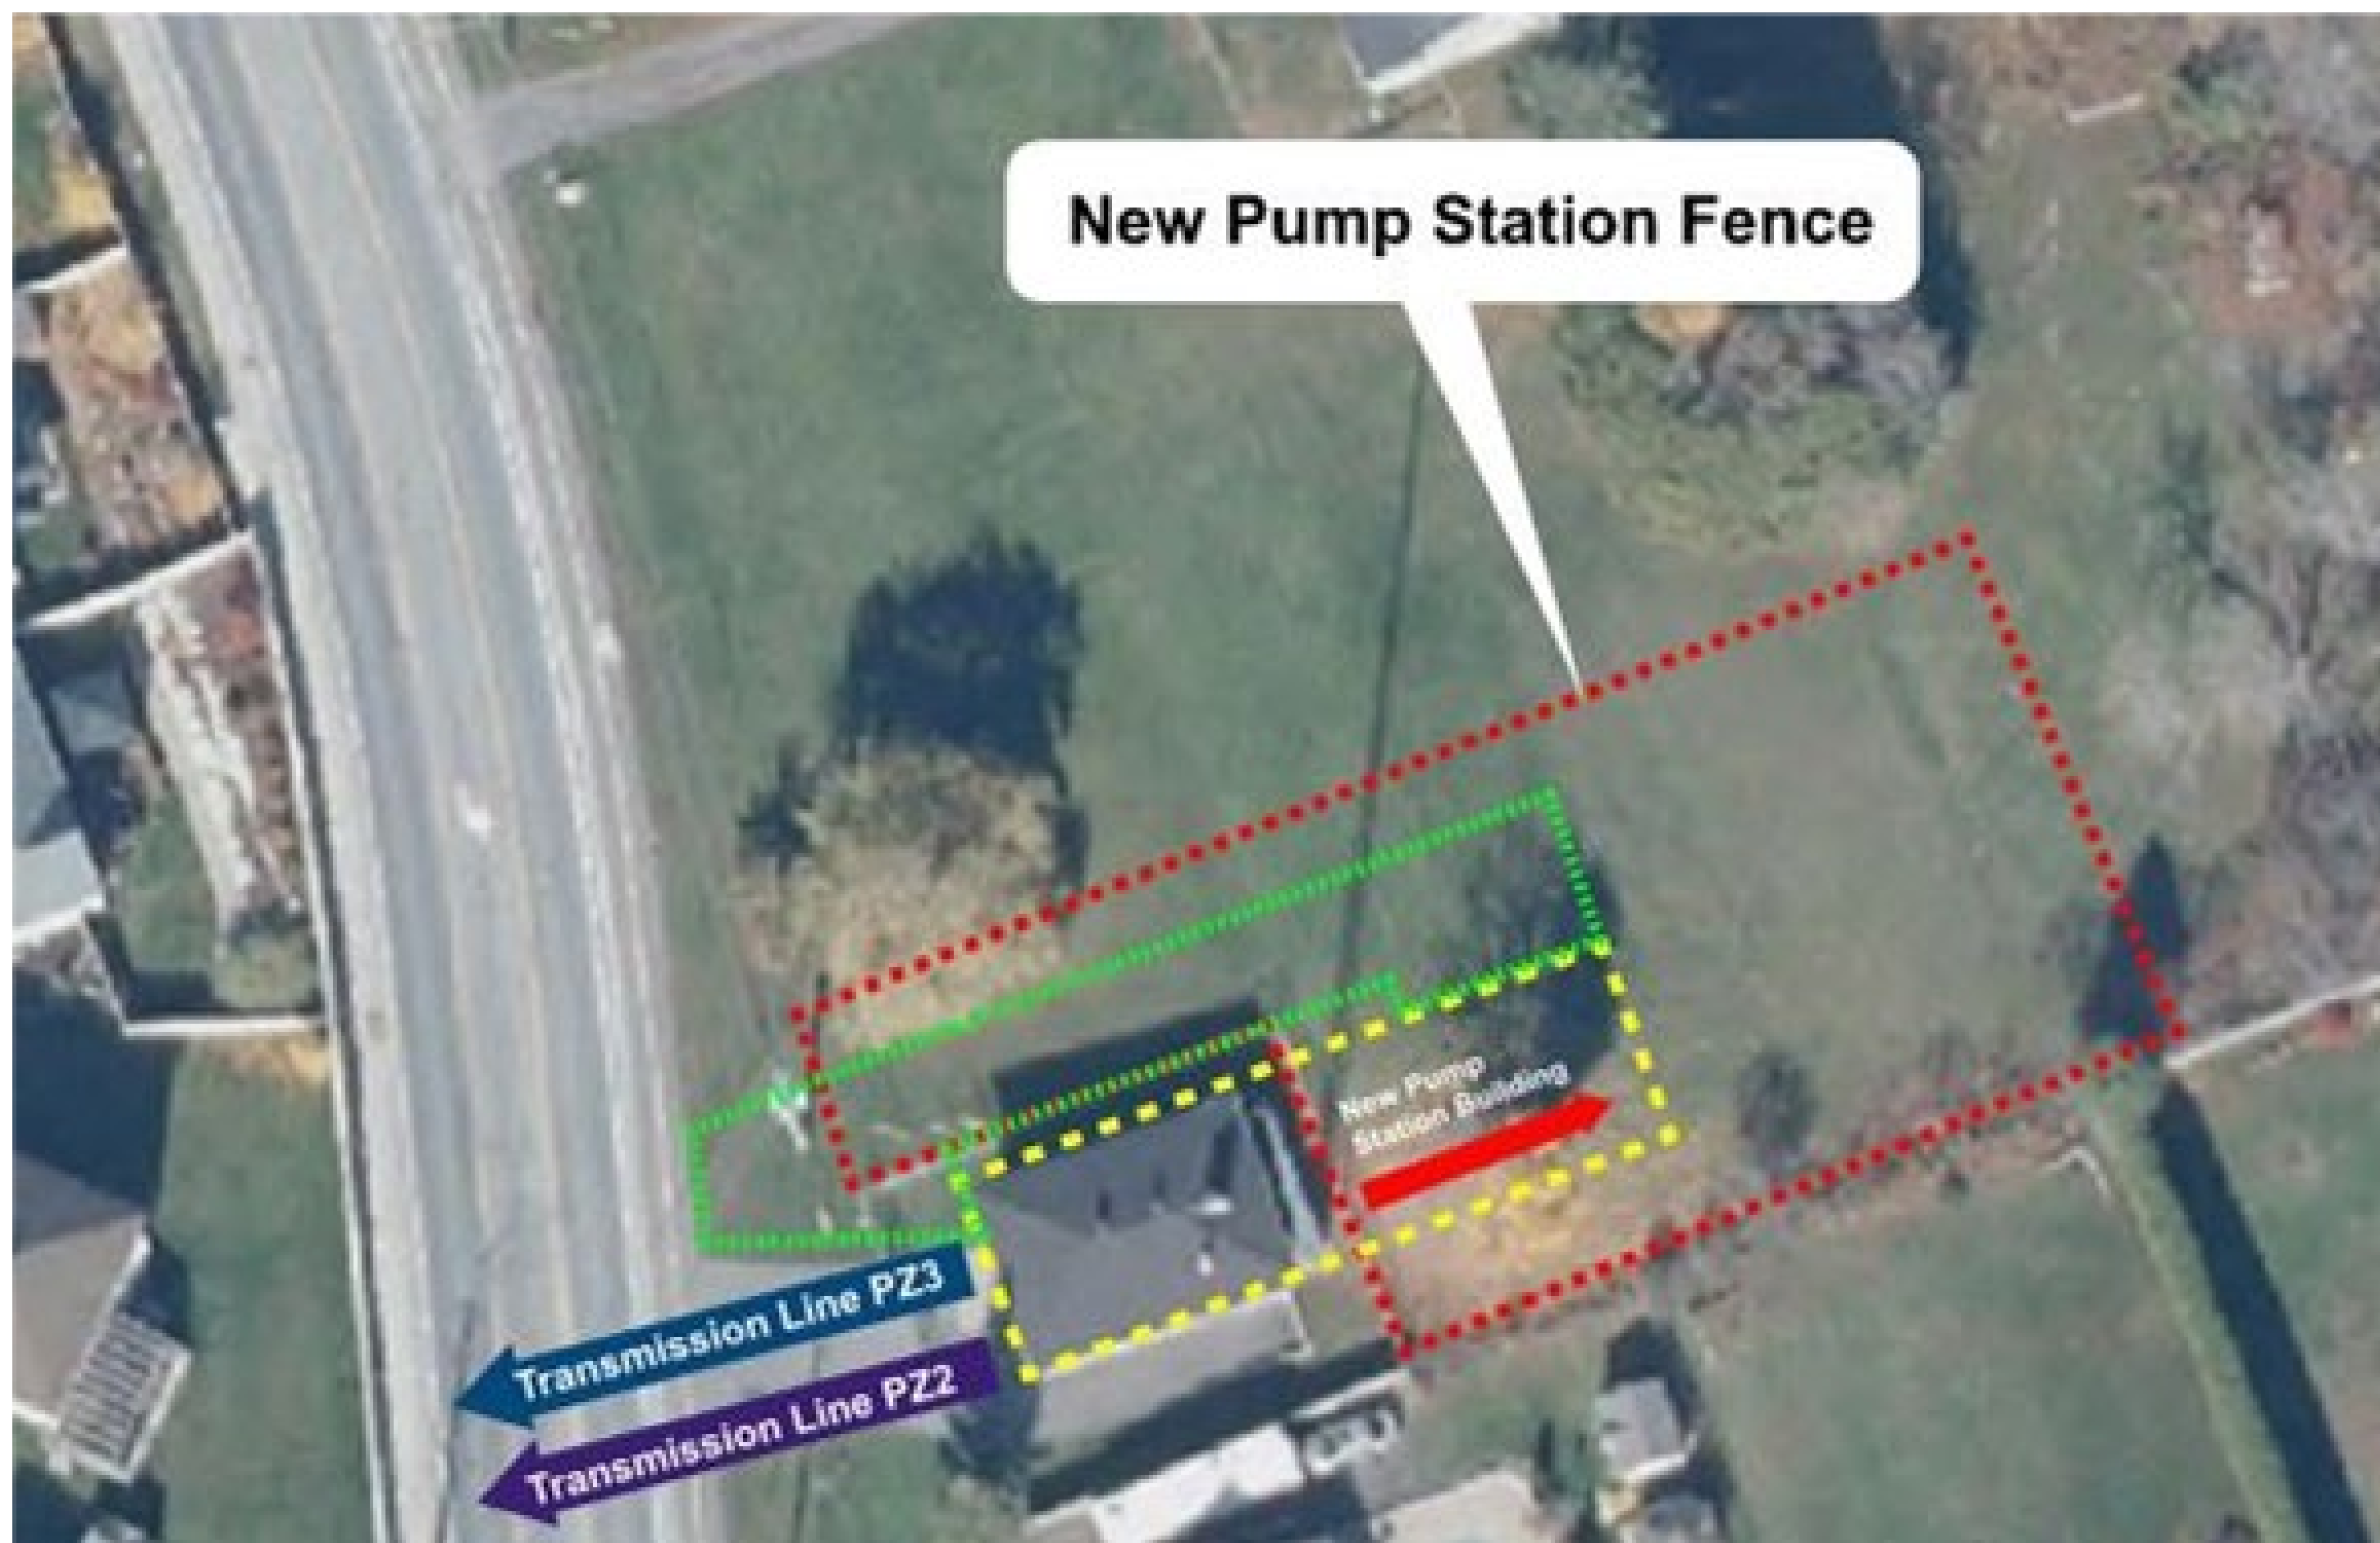 New Pump Station Fence
New Pump
Station Building
Transmission Line PZ3
Transmission Line PZ2